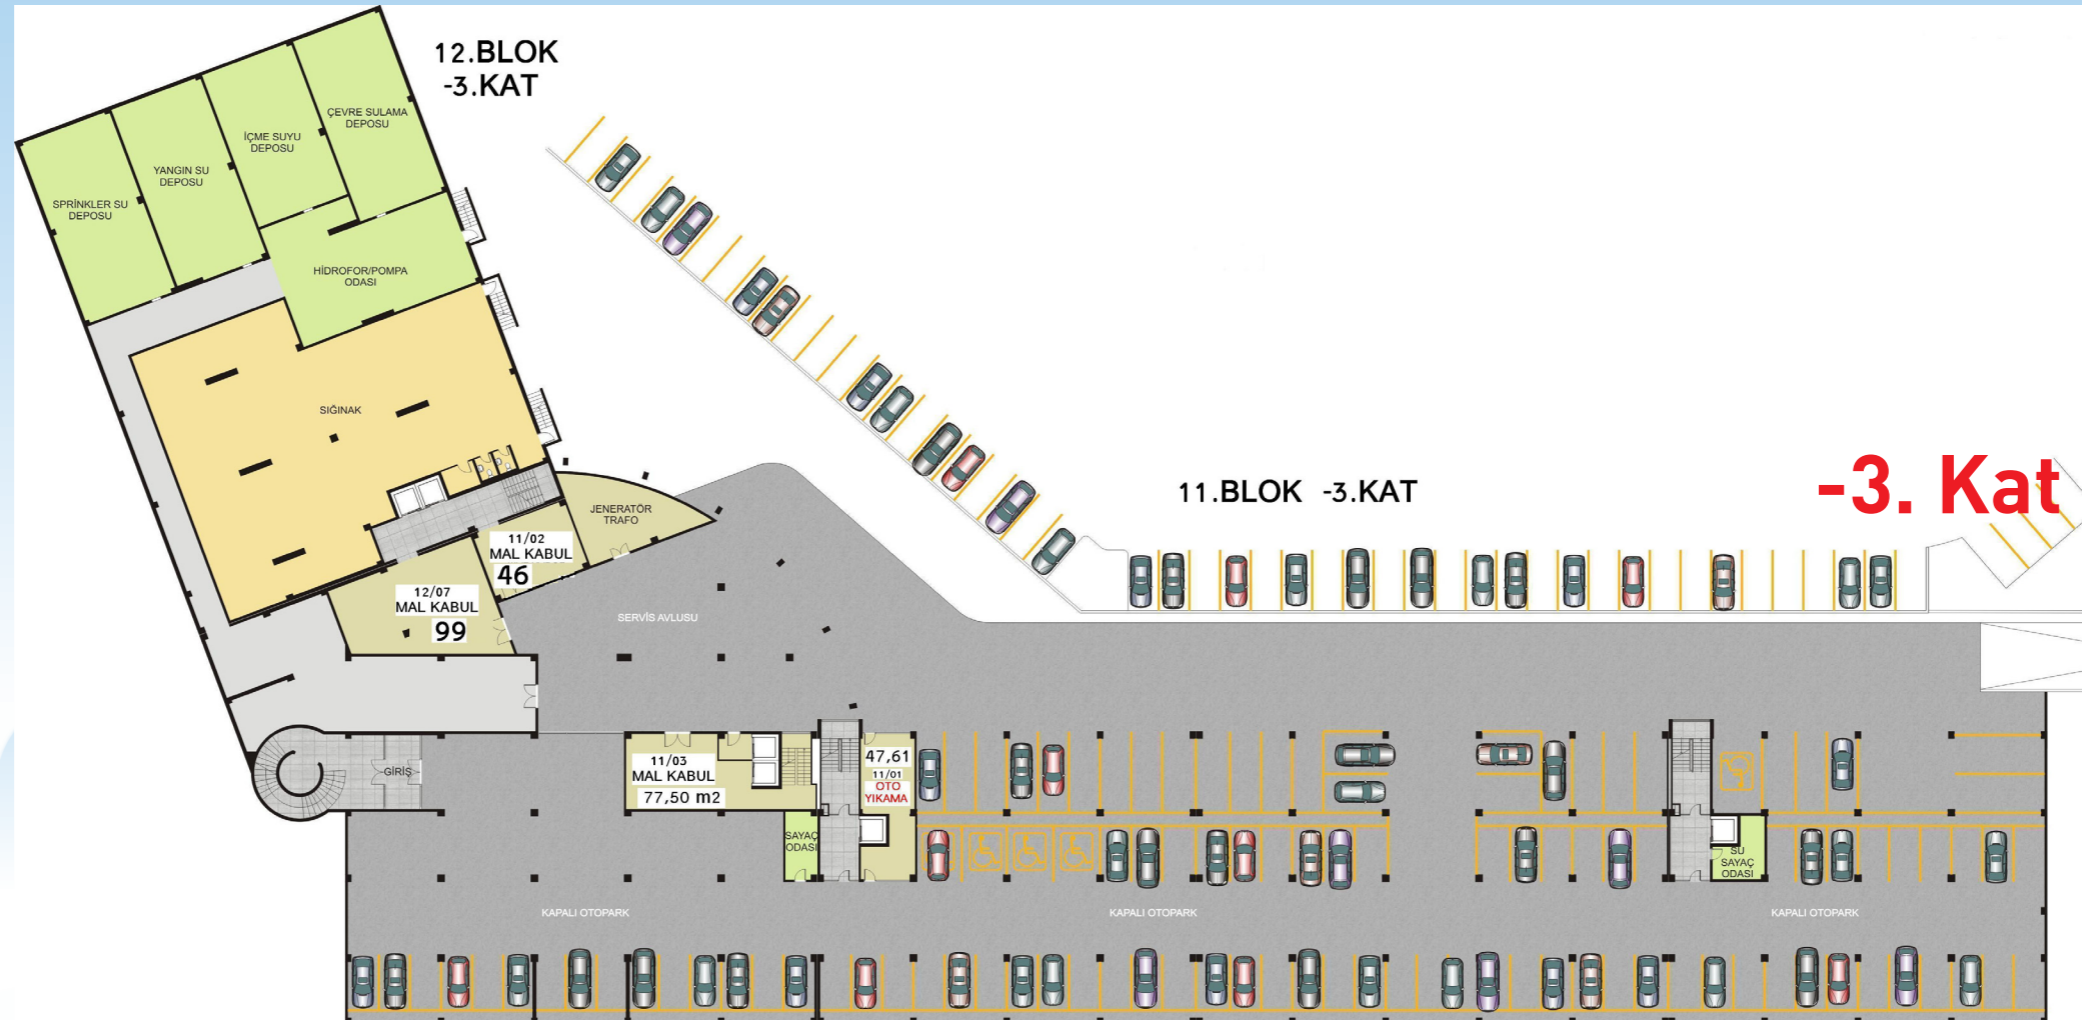 12.BLOK
-3.KAT
ÇEVRE SULAMA
DEPOSU
İÇME SUYU
DEPOSU
YANGIN SU
DEPOSU
SPRİNKLER SU
DEPOSU
HİDROFOR/POMPA
ODASI
SIĞINAK
11.BLOK -3.KAT
-3. Kat
JENERATÖR
TRAFO
11/02
MAL KABUL
46
12/07
MAL KABUL
99
SERVİS AVLUSU
GİRİŞ
11/03
MAL KABUL
77,50 m2
47,61
11/01
OTO
YIKAMA
SAYAÇ
ODASI
SU
SAYAÇ
ODASI
KAPALI OTOPARK
KAPALI OTOPARK
KAPALI OTOPARK